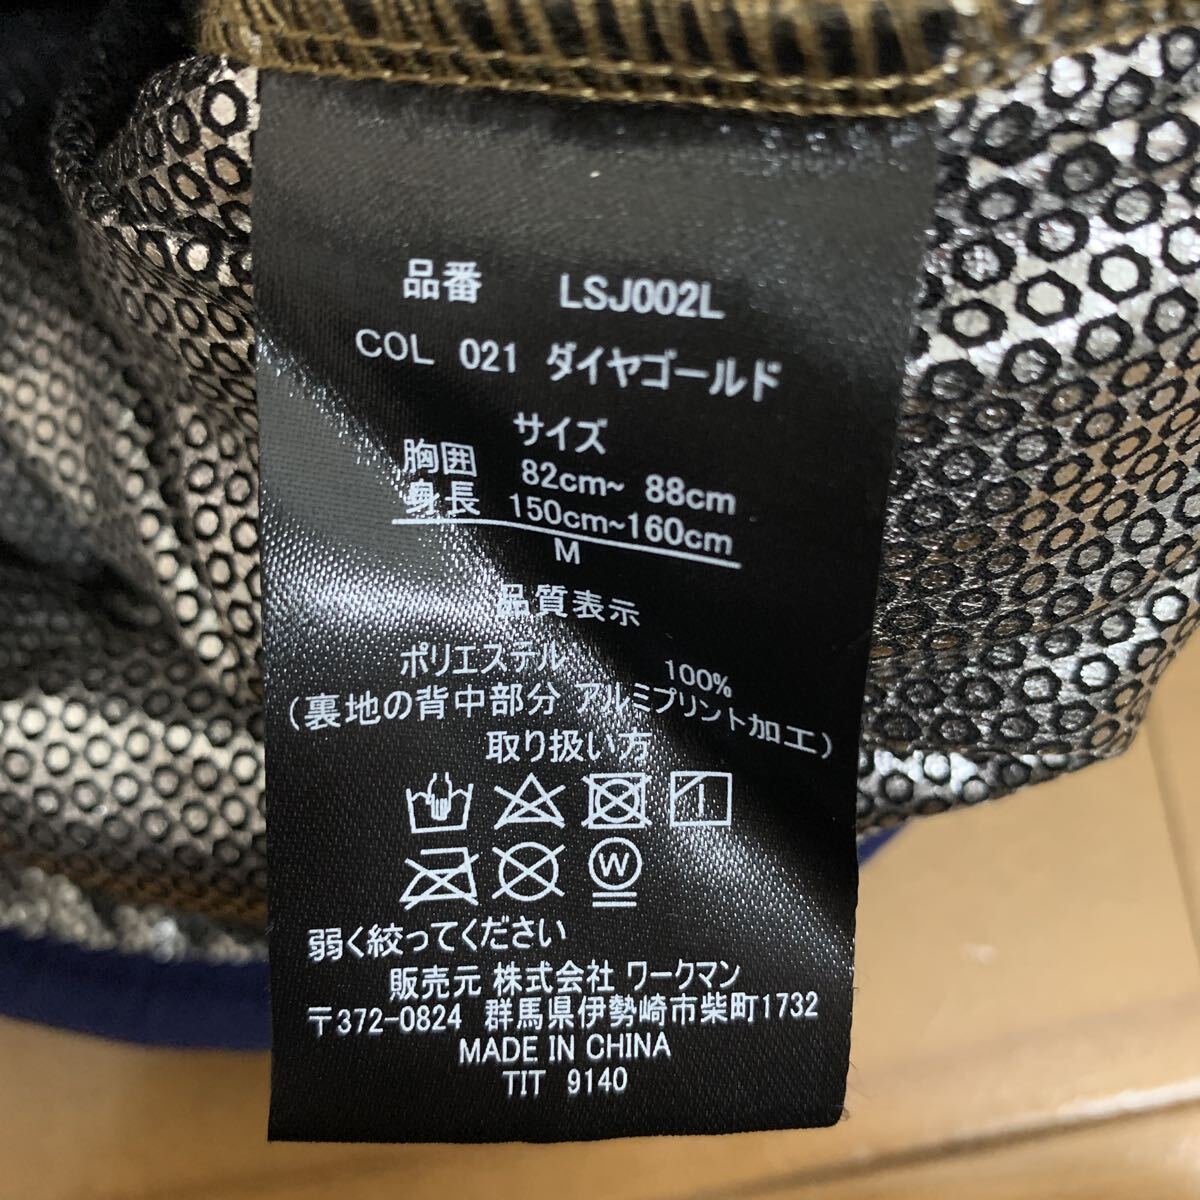 品番 LSJ002L
COL 021 ダイヤゴールド
サイズ
胸囲 82cm~ 88cm
身長 150cm~160cm
M
品質表示
ポリエステル 100%
(裏地の背中部分 アルミプリント加工)
取り扱い方
W
弱く絞ってください
販売元 株式会社 ワークマン
〒372-0824 群馬県伊勢崎市柴町1732
MADE IN CHINA
TIT 9140